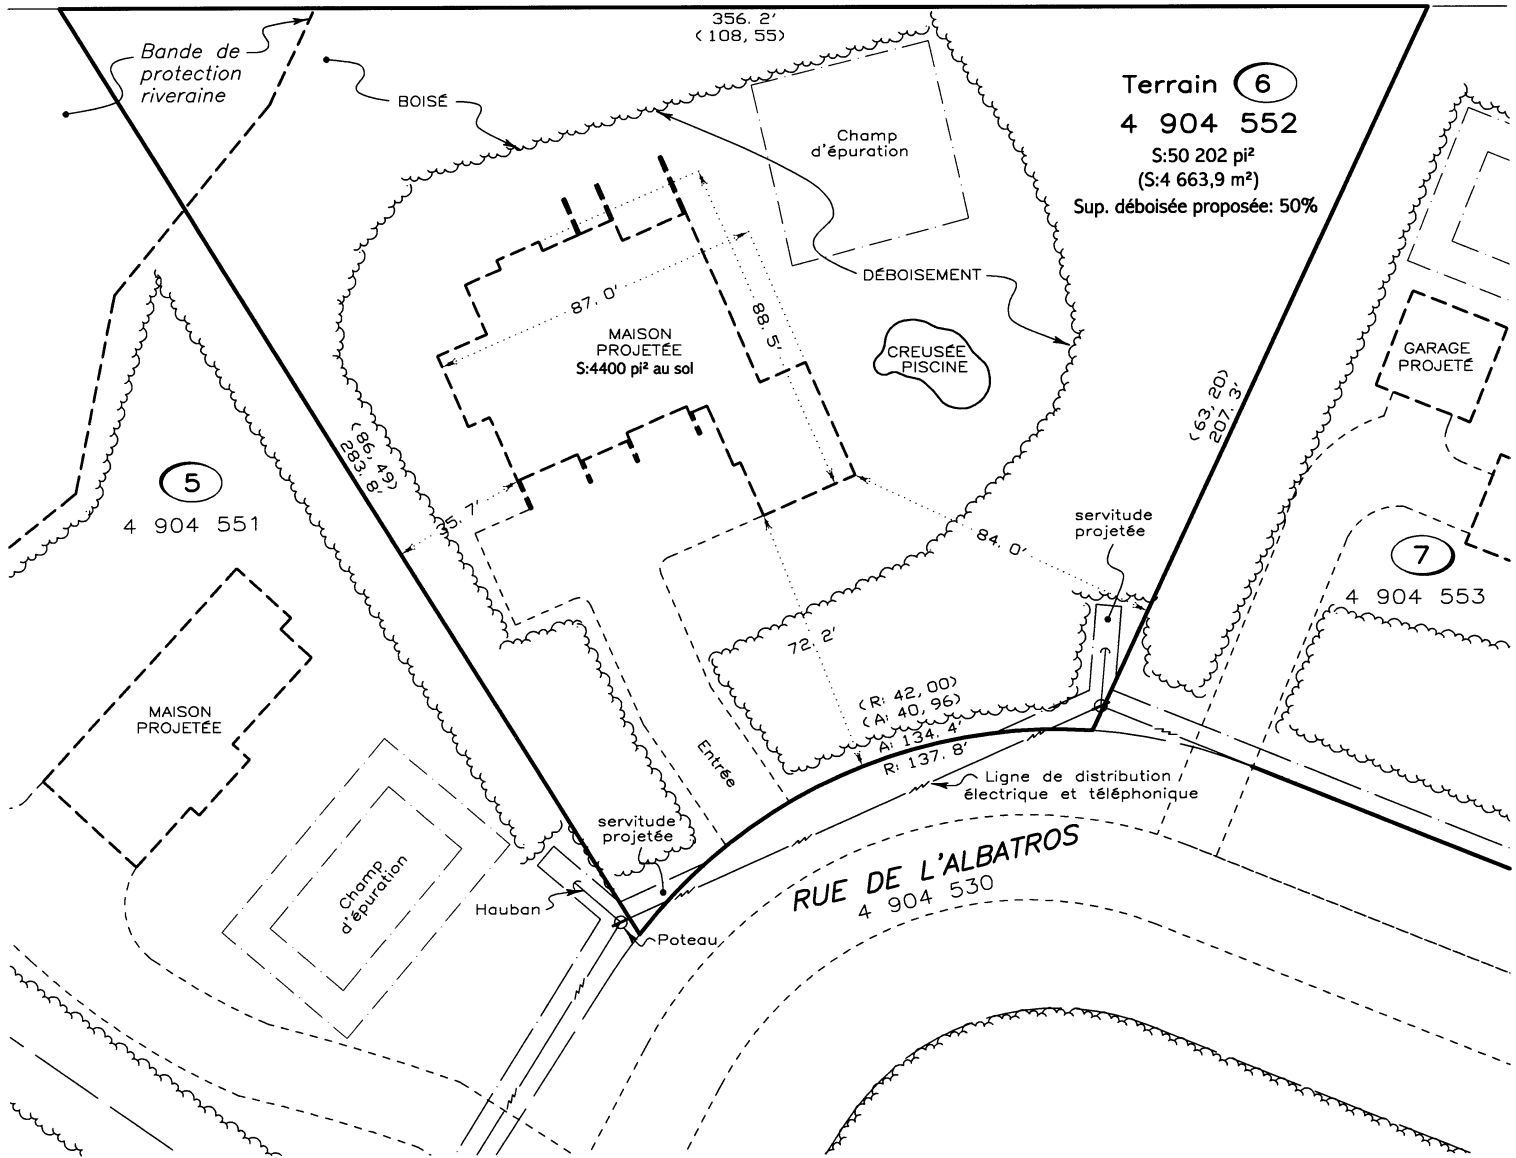 356. 2'
(108, 55)
Bande de
protection
riveraine
BOISÉ
Terrain 6
4 904 552
S:50 202 pi²
(S:4 663,9 m²)
Sup. déboisée proposée: 50%
Champ
d'épuration
DÉBOISEMENT
87. 0'
88. 5'
MAISON
PROJETÉE
S:4400 pi² au sol
CREUSÉE
PISCINE
GARAGE
PROJETÉ
(63, 20)
207. 3'
(86, 49)
283. 8'
5
4 904 551
5. 7'
84. 0'
servitude
projetée
7
4 904 553
72. 2'
MAISON
PROJETÉE
(R: 42, 00)
(A: 40, 96)
A: 134. 4'
R: 137. 8'
Entrée
Ligne de distribution
électrique et téléphonique
servitude
projetée
RUE DE L'ALBATROS
4 904 530
Champ
d'épuration
Hauban
Poteau